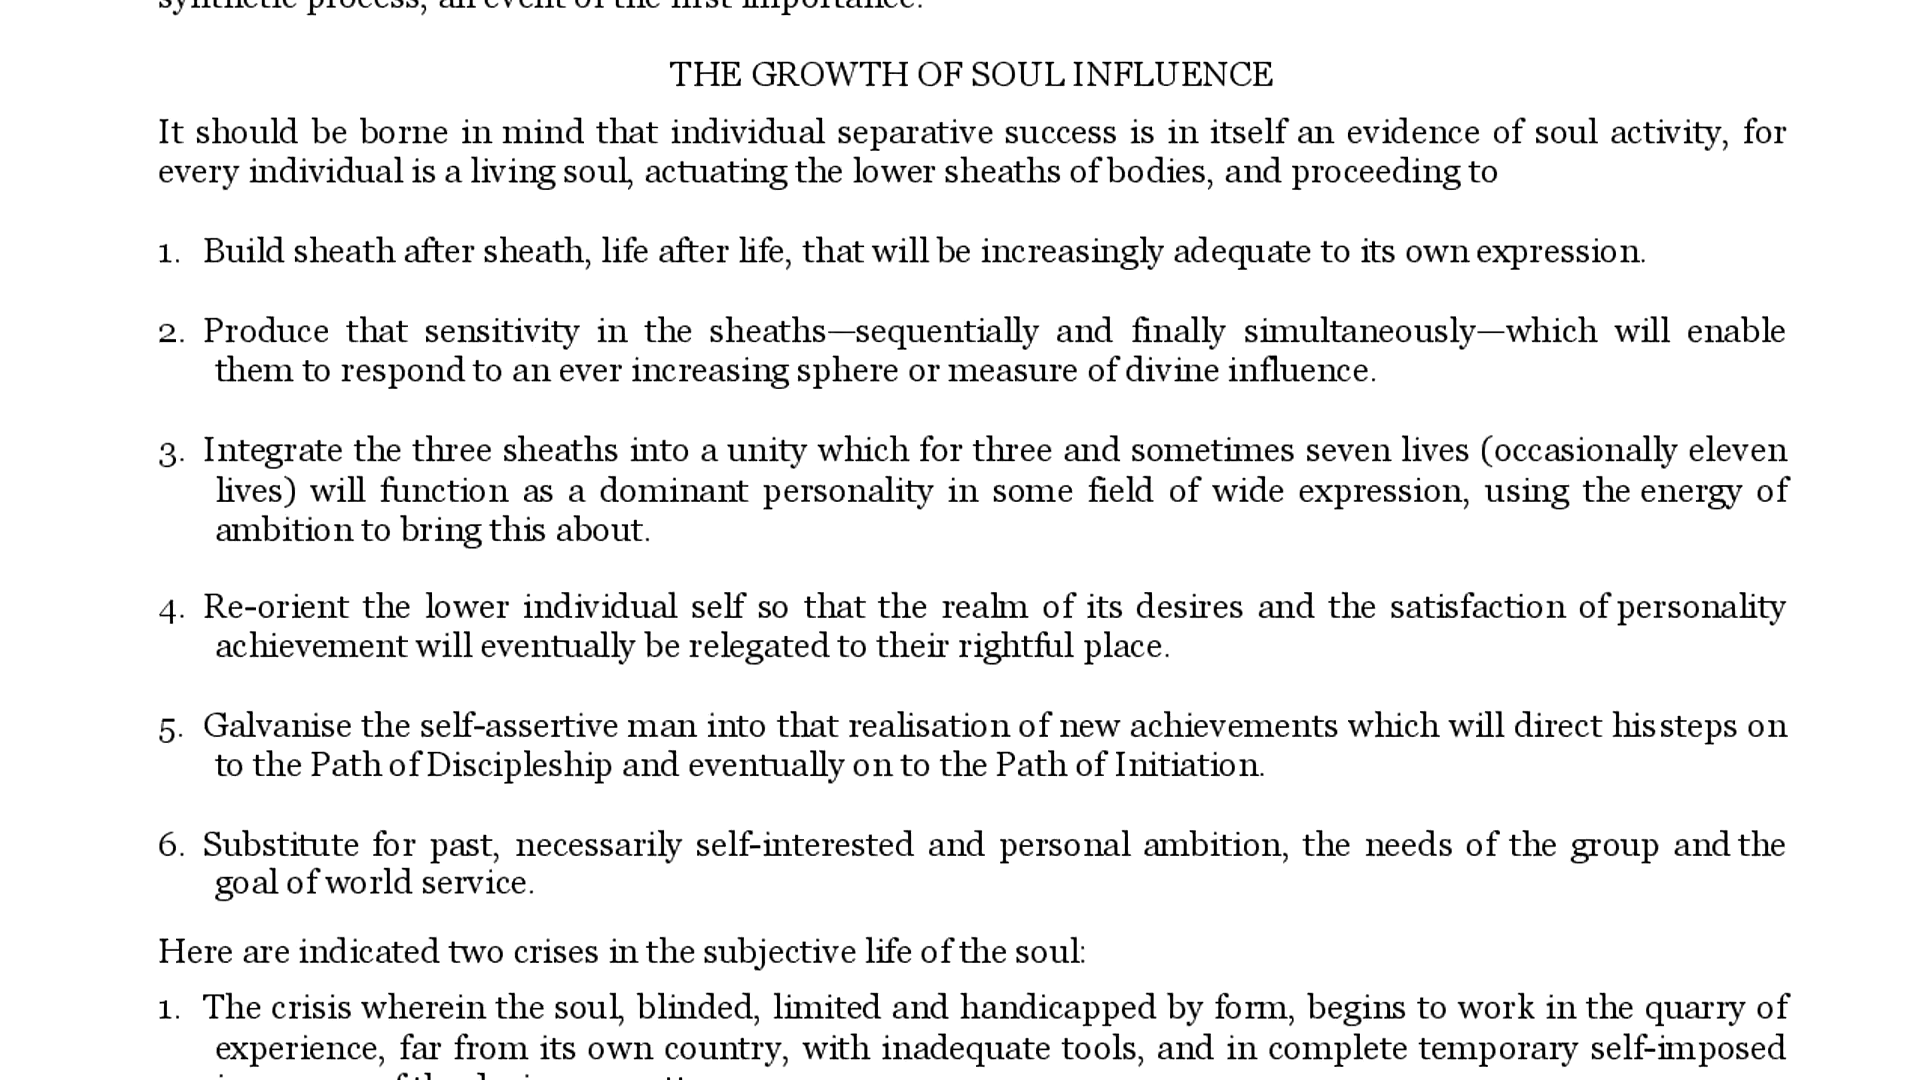 synthetic process, an event of the first importance.
THE GROWTH OF SOUL INFLUENCE
It should be borne in mind that individual separative success is in itself an evidence of soul activity, for
every individual is a living soul, actuating the lower sheaths of bodies, and proceeding to
1. Build sheath after sheath, life after life, that will be increasingly adequate to its own expression.
2. Produce that sensitivity in the sheaths—sequentially and finally simultaneously—which will enable
them to respond to an ever increasing sphere or measure of divine influence.
3. Integrate the three sheaths into a unity which for three and sometimes seven lives (occasionally eleven
lives) will function as a dominant personality in some field of wide expression, using the energy of
ambition to bring this about.
4. Re-orient the lower individual self so that the realm of its desires and the satisfaction of personality
achievement will eventually be relegated to their rightful place.
5. Galvanise the self-assertive man into that realisation of new achievements which will direct his steps on
to the Path of Discipleship and eventually on to the Path of Initiation.
6. Substitute for past, necessarily self-interested and personal ambition, the needs of the group and the
goal of world service.
Here are indicated two crises in the subjective life of the soul:
1. The crisis wherein the soul, blinded, limited and handicapped by form, begins to work in the quarry of
experience, far from its own country, with inadequate tools, and in complete temporary self-imposed